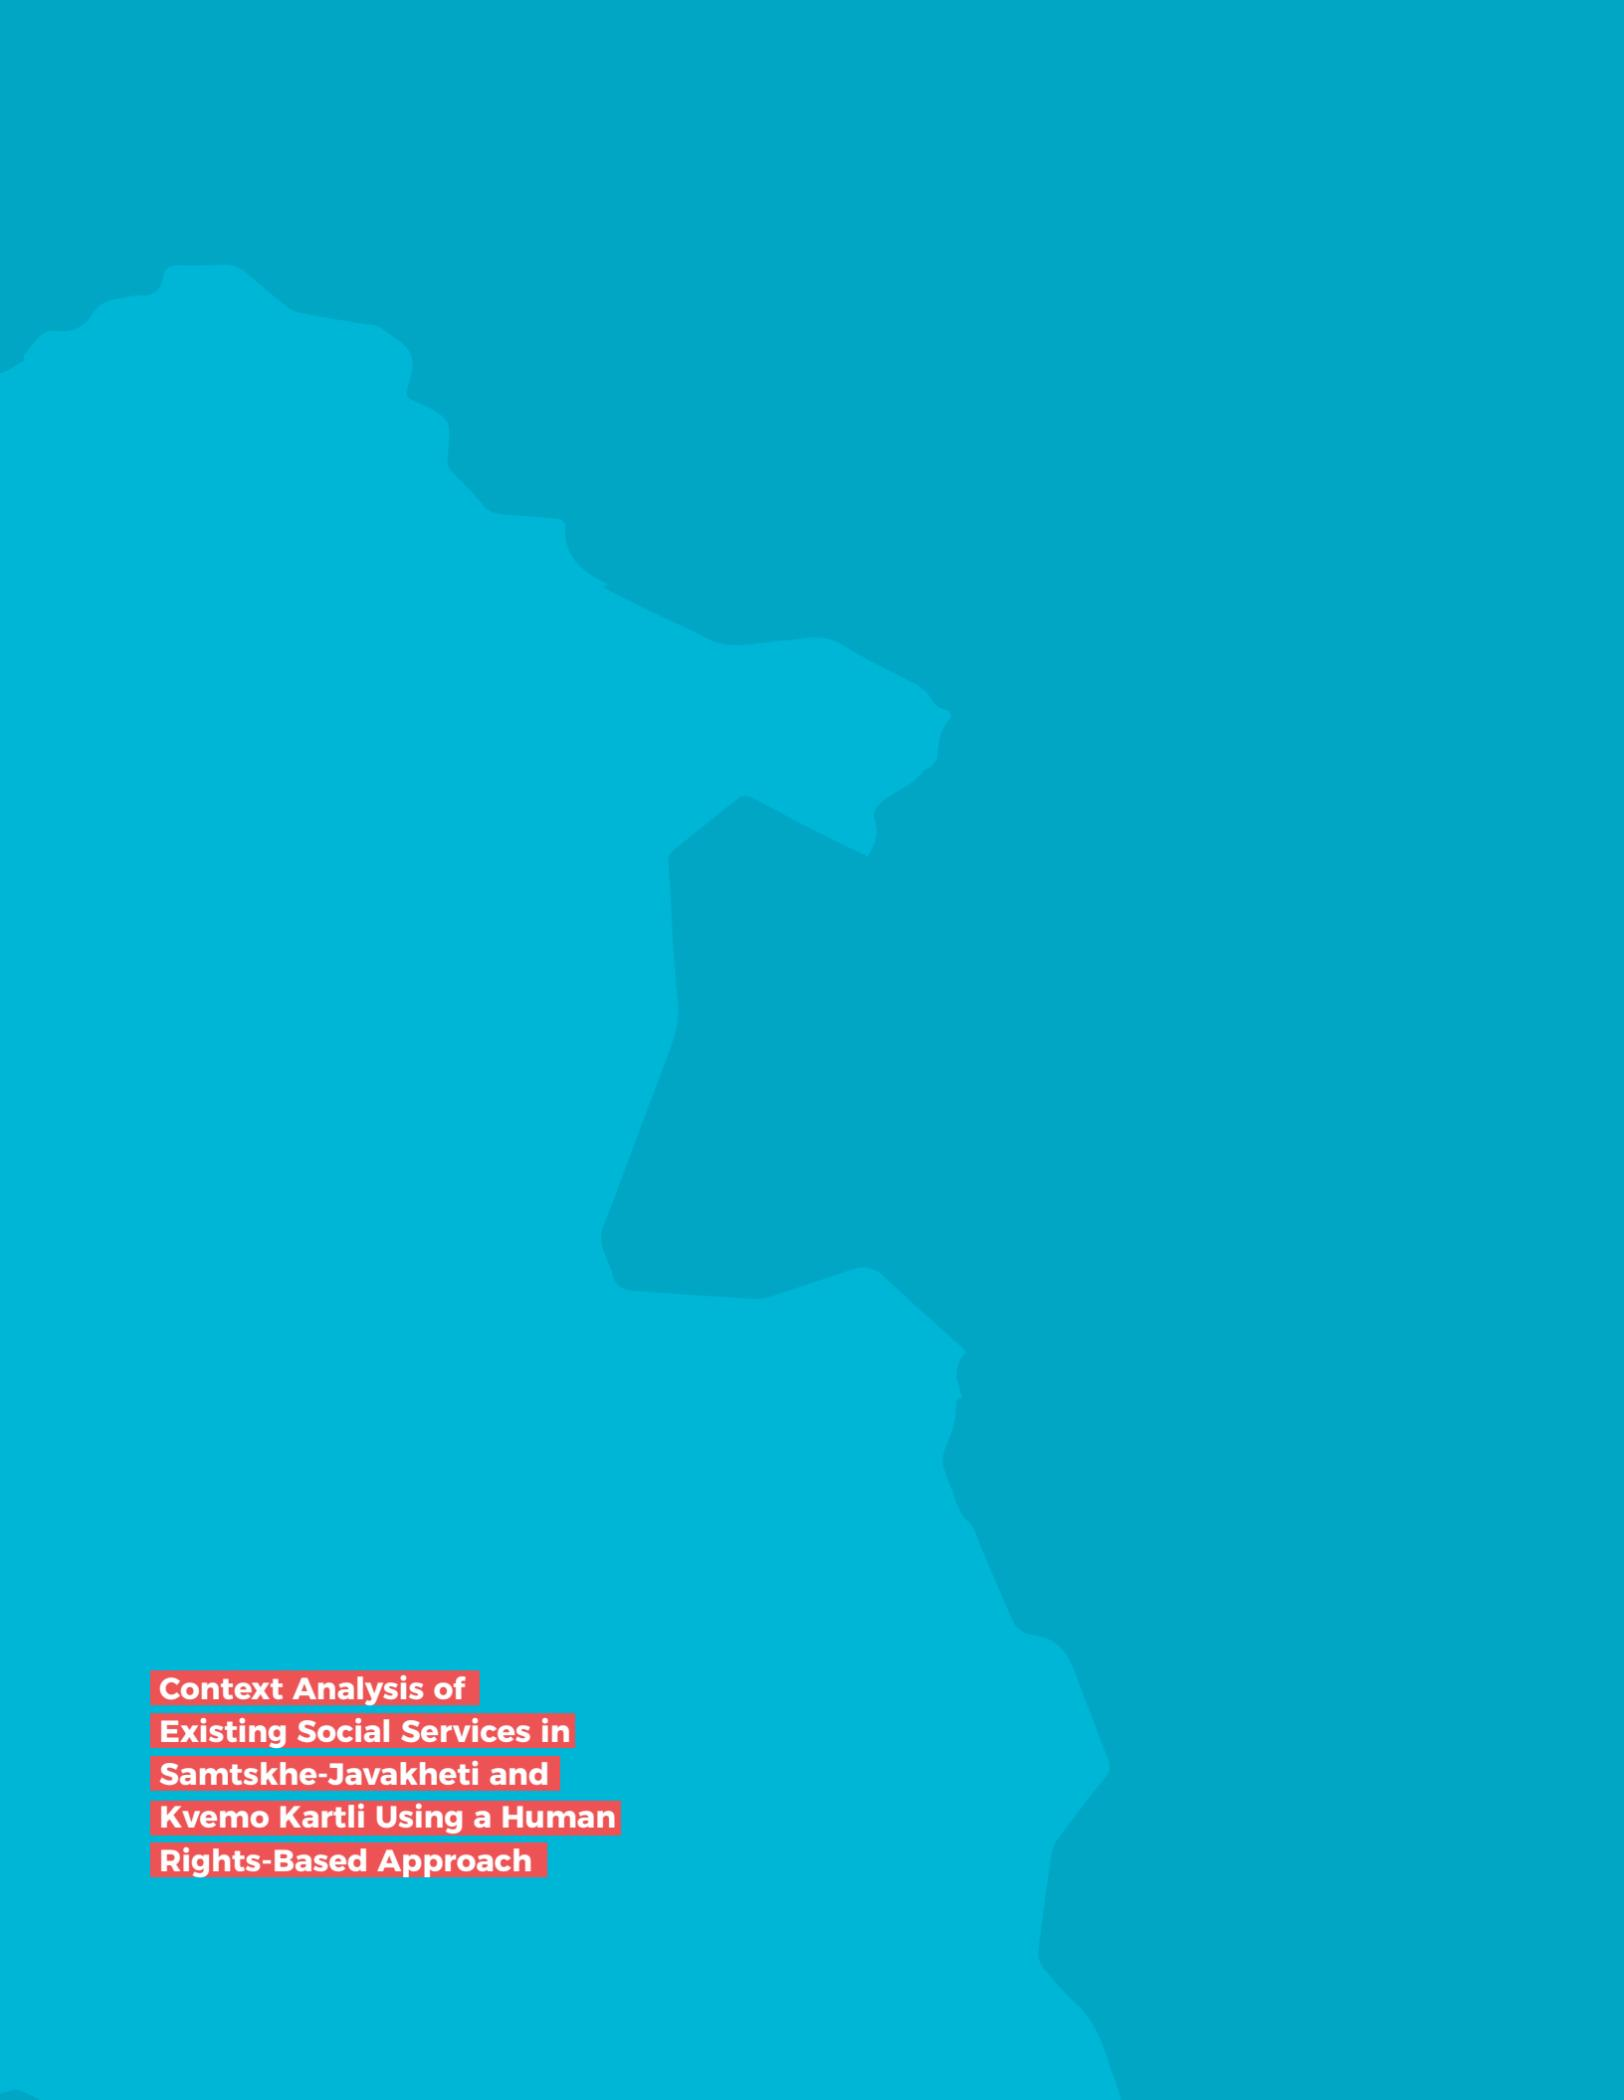 Context Analysis of
Existing Social Services in
Samtskhe-Javakheti and
Kvemo Kartli Using a Human
Rights-Based Approach